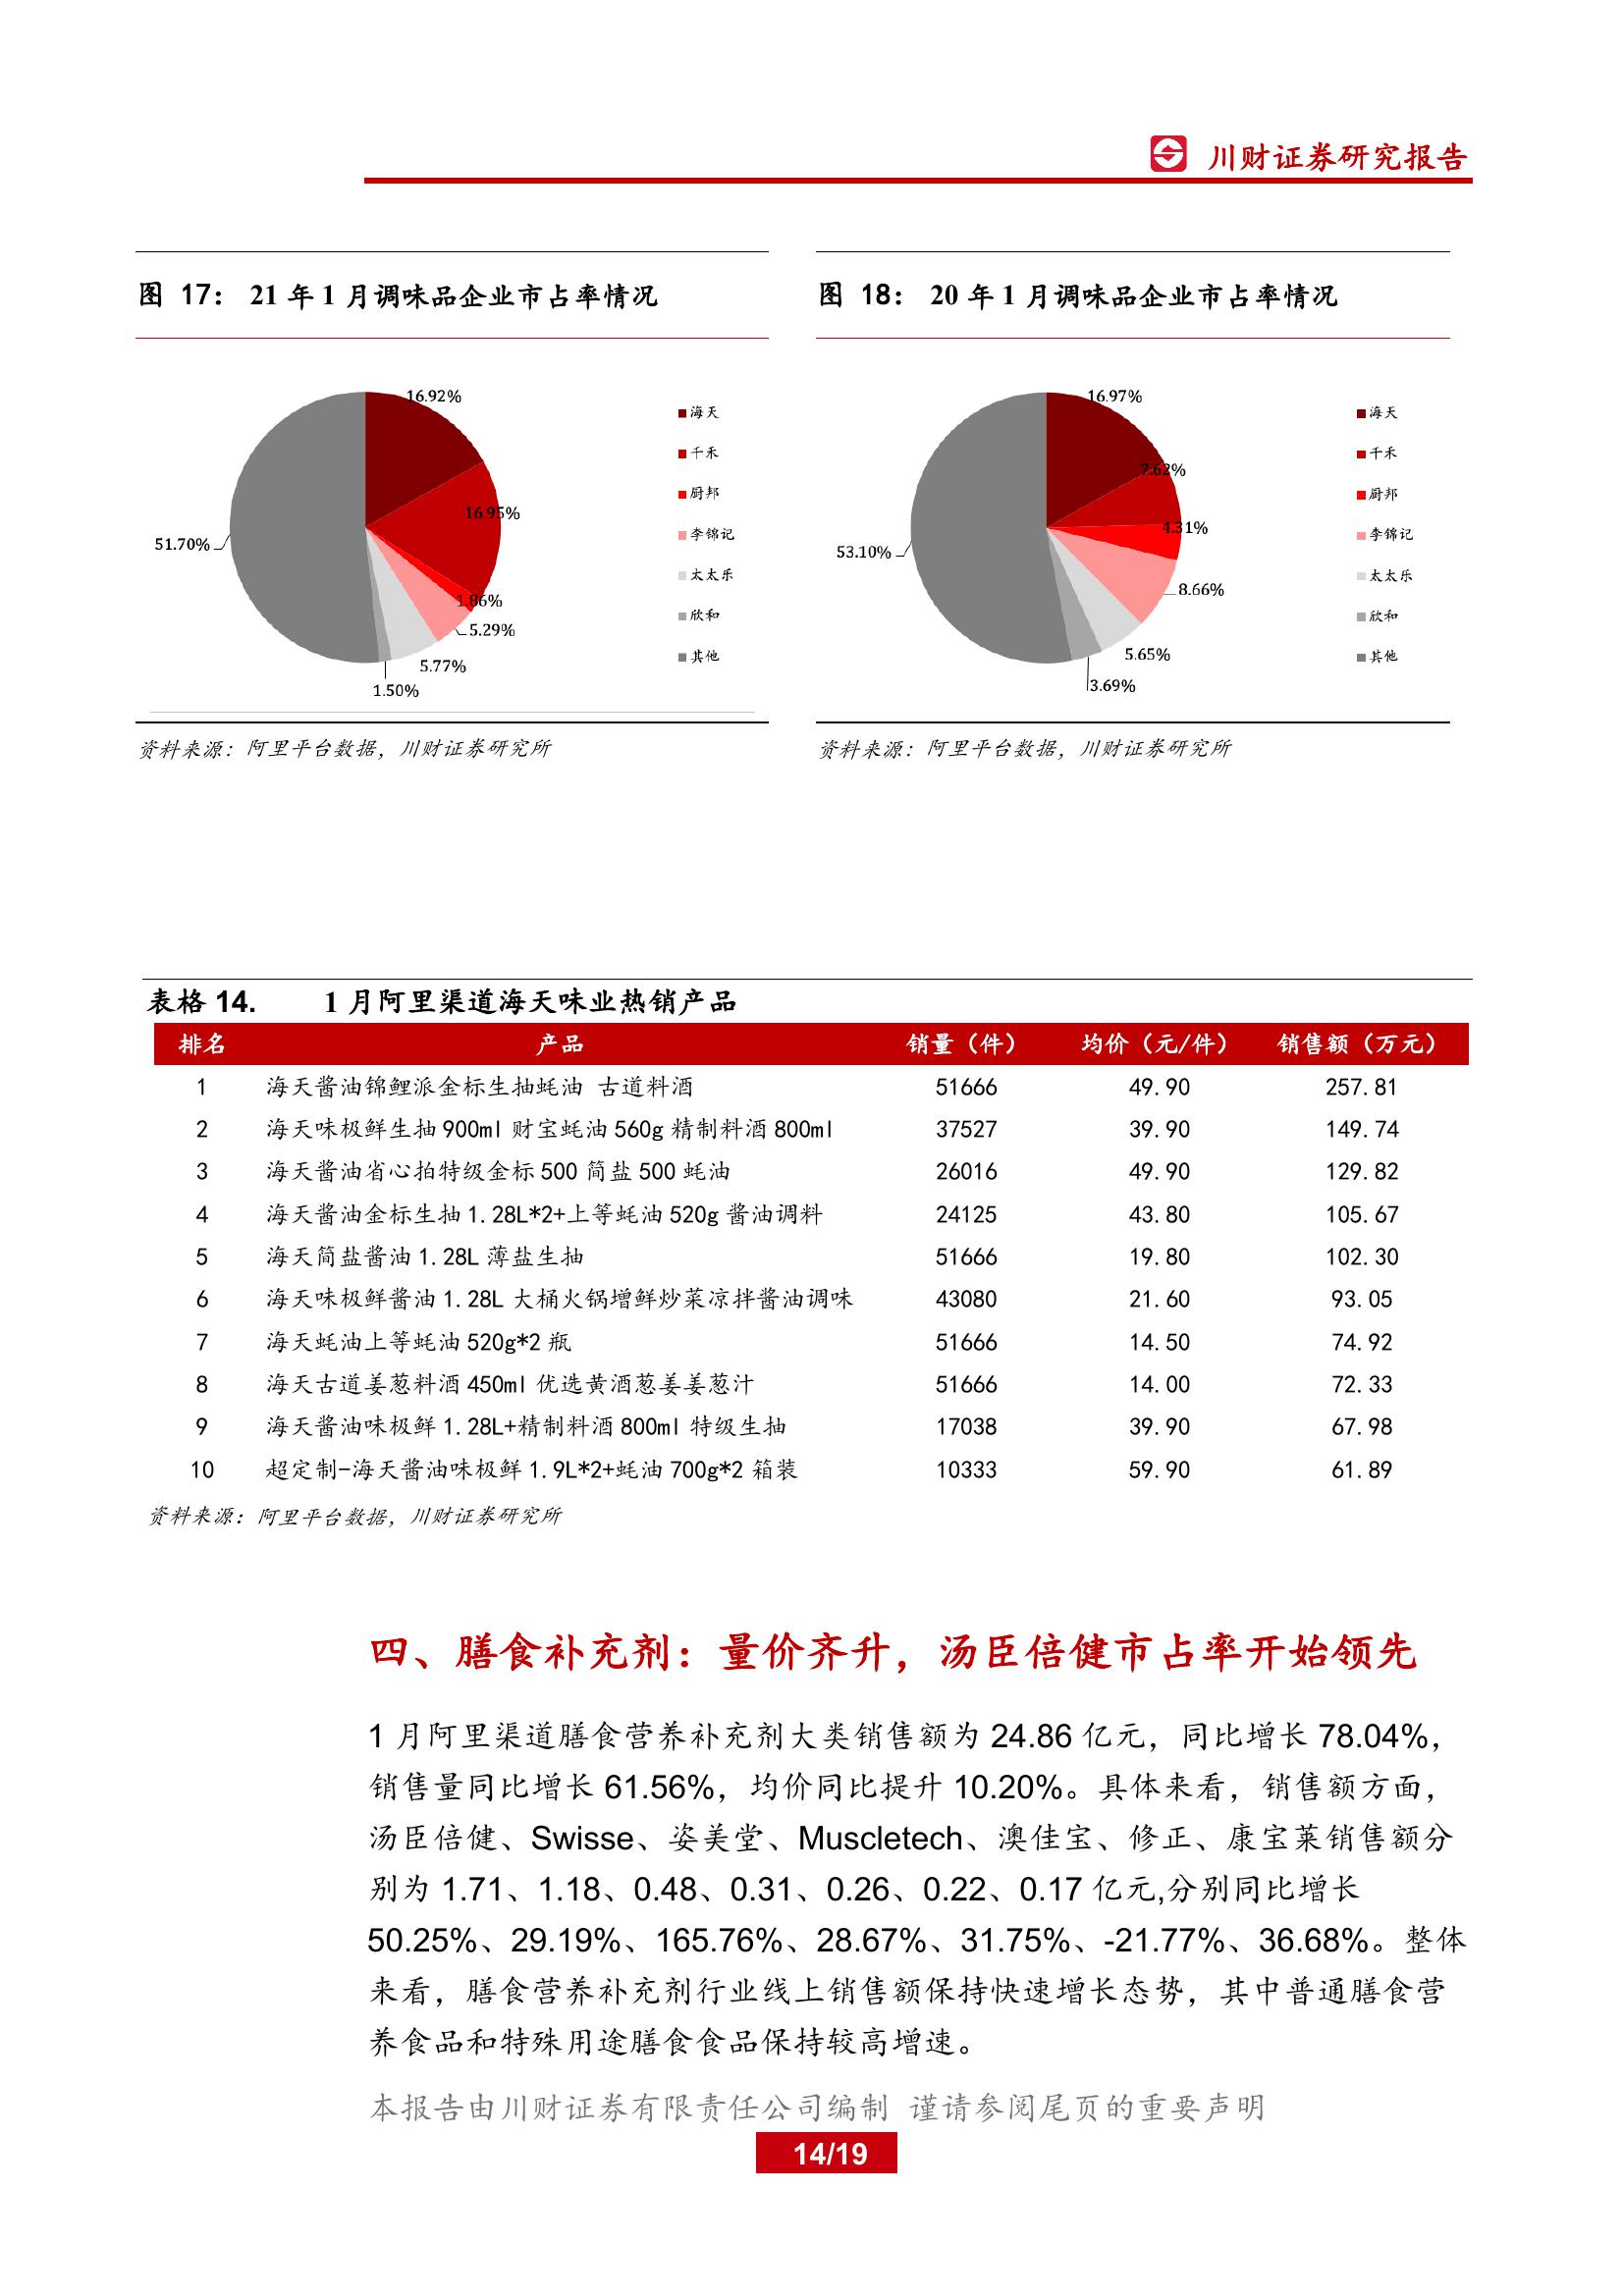 川财证券研究报告
图 17： 21 年 1 月调味品企业市占率情况
16.92%
16.95%
1.86%
5.29%
5.77%
1.50%
51.70%
海天
千禾
厨邦
李锦记
太太乐
欣和
其他
资料来源：阿里平台数据，川财证券研究所
图 18： 20 年 1 月调味品企业市占率情况
16.97%
7.62%
4.31%
8.66%
5.65%
3.69%
53.10%
海天
千禾
厨邦
李锦记
太太乐
欣和
其他
资料来源：阿里平台数据，川财证券研究所
表格 14. 1 月阿里渠道海天味业热销产品
排名 产品 销量（件） 均价（元/件） 销售额（万元）
1 海天酱油锦鲤派金标生抽蚝油 古道料酒 51666 49.90 257.81
2 海天味极鲜生抽 900ml 财宝蚝油 560g 精制料酒 800ml 37527 39.90 149.74
3 海天酱油省心拍特级金标 500 简盐 500 蚝油 26016 49.90 129.82
4 海天酱油金标生抽 1.28L*2+上等蚝油 520g 酱油调料 24125 43.80 105.67
5 海天简盐酱油 1.28L 薄盐生抽 51666 19.80 102.30
6 海天味极鲜酱油 1.28L 大桶火锅增鲜炒菜凉拌酱油调味 43080 21.60 93.05
7 海天蚝油上等蚝油 520g*2 瓶 51666 14.50 74.92
8 海天古道姜葱料酒 450ml 优选黄酒葱姜姜葱汁 51666 14.00 72.33
9 海天酱油味极鲜 1.28L+精制料酒 800ml 特级生抽 17038 39.90 67.98
10 超定制-海天酱油味极鲜 1.9L*2+蚝油 700g*2 箱装 10333 59.90 61.89
资料来源：阿里平台数据，川财证券研究所
四、膳食补充剂：量价齐升，汤臣倍健市占率开始领先
1 月阿里渠道膳食营养补充剂大类销售额为 24.86 亿元，同比增长 78.04%，
销售量同比增长 61.56%，均价同比提升 10.20%。具体来看，销售额方面，
汤臣倍健、Swisse、姿美堂、Muscletech、澳佳宝、修正、康宝莱销售额分
别为 1.71、1.18、0.48、0.31、0.26、0.22、0.17 亿元,分别同比增长
50.25%、29.19%、165.76%、28.67%、31.75%、-21.77%、36.68%。整体
来看，膳食营养补充剂行业线上销售额保持快速增长态势，其中普通膳食营
养食品和特殊用途膳食食品保持较高增速。
本报告由川财证券有限责任公司编制 谨请参阅尾页的重要声明
14/19